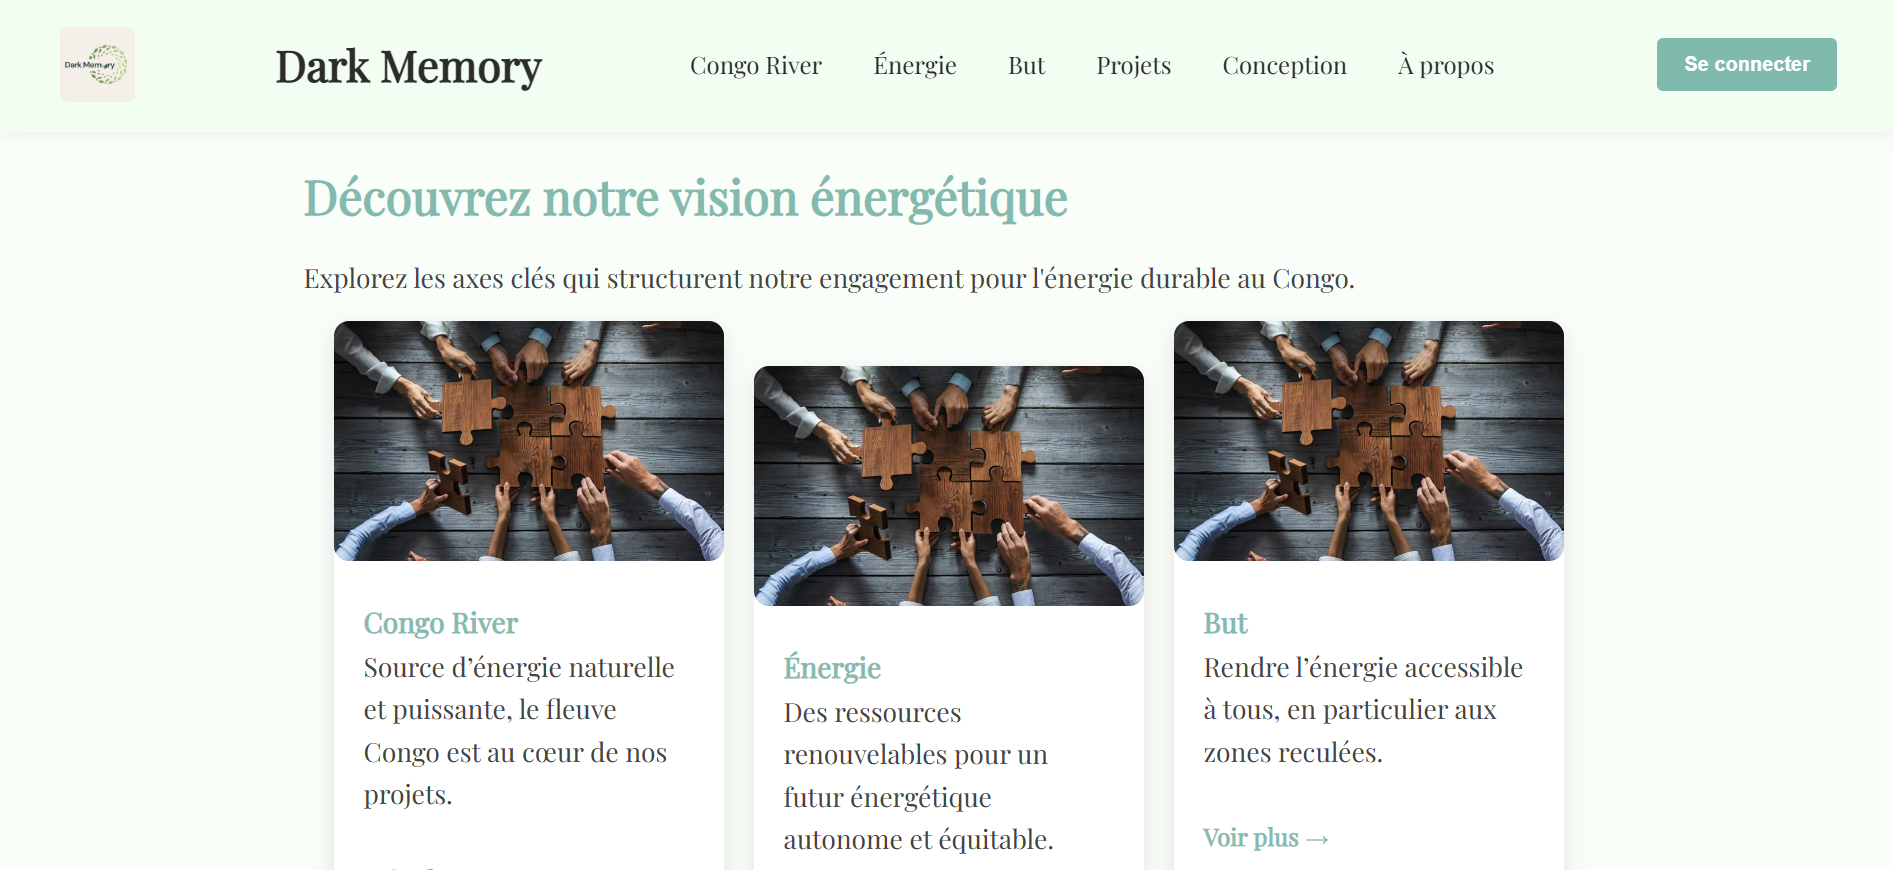 Dark Memory
Dark Memory
Congo River
Énergie
But
Projets
Conception
À propos
Se connecter
Découvrez notre vision énergétique
Explorez les axes clés qui structurent notre engagement pour l'énergie durable au Congo.
Congo River
Source d’énergie naturelle
et puissante, le fleuve
Congo est au cœur de nos
projets.
Énergie
Des ressources
renouvelables pour un
futur énergétique
autonome et équitable.
But
Rendre l’énergie accessible
à tous, en particulier aux
zones reculées.
Voir plus →